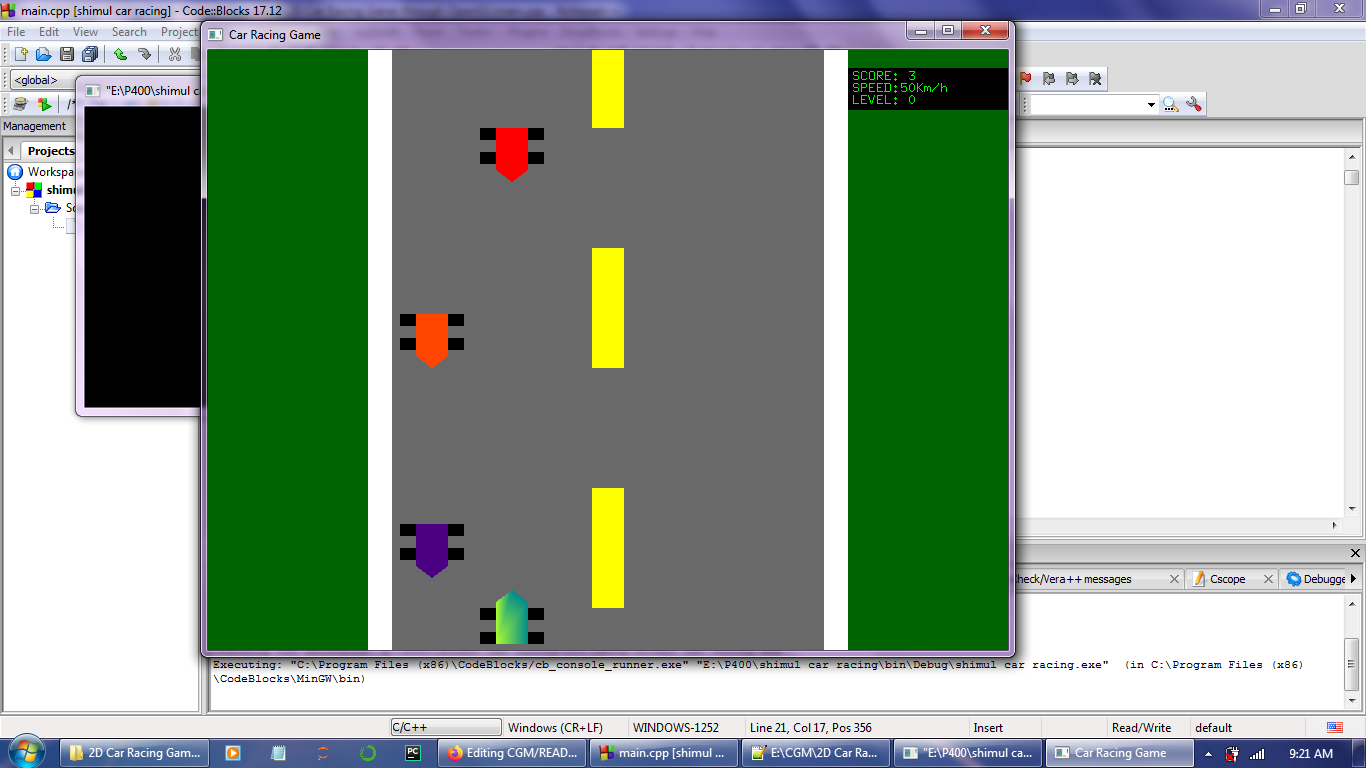 main.cpp [shimul car racing] - Code::Blocks 17.12
File Edit View Search Project
Car Racing Game
<global>
"E:\P400\shimul c
SCORE: 3
SPEED:50Km/h
LEVEL: 0
Management
Projects
Workspa
shimu
So
Check/Vera++ messages
Cscope
Debugge
Executing: "C:\Program Files (x86)\CodeBlocks/cb_console_runner.exe" "E:\P400\shimul car racing\bin\Debug\shimul car racing.exe"  (in C:\Program Files (x86)
\CodeBlocks\MinGW\bin)
C/C++ Windows (CR+LF) WINDOWS-1252 Line 21, Col 17, Pos 356 Insert Read/Write default
2D Car Racing Gam... PC Editing CGM/READ... main.cpp [shimul ... E:\CGM\2D Car Ra... "E:\P400\shimul ca... Car Racing Game 9:21 AM